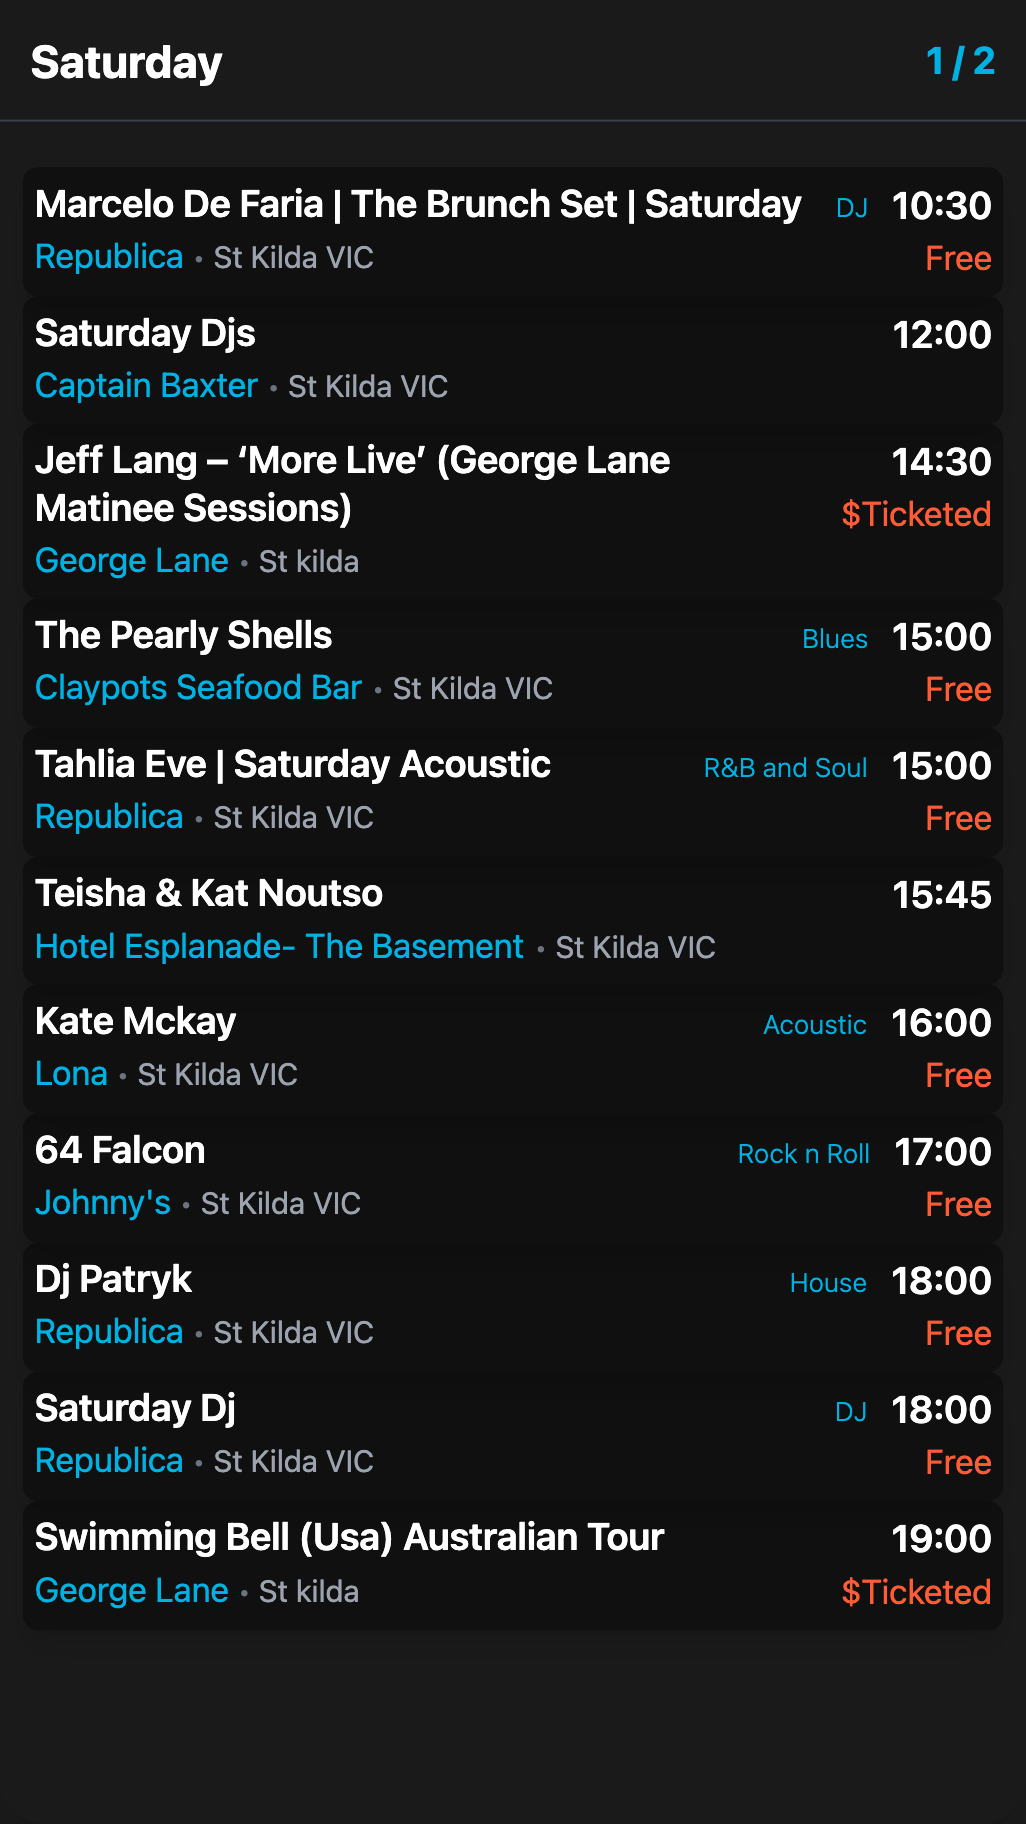 Saturday 1 / 2
Marcelo De Faria | The Brunch Set | Saturday DJ 10:30
Republica • St Kilda VIC Free
Saturday Djs 12:00
Captain Baxter • St Kilda VIC
Jeff Lang – ‘More Live’ (George Lane 14:30
Matinee Sessions) $Ticketed
George Lane • St kilda
The Pearly Shells Blues 15:00
Claypots Seafood Bar • St Kilda VIC Free
Tahlia Eve | Saturday Acoustic R&B and Soul 15:00
Republica • St Kilda VIC Free
Teisha & Kat Noutso 15:45
Hotel Esplanade- The Basement • St Kilda VIC
Kate Mckay Acoustic 16:00
Lona • St Kilda VIC Free
64 Falcon Rock n Roll 17:00
Johnny's • St Kilda VIC Free
Dj Patryk House 18:00
Republica • St Kilda VIC Free
Saturday Dj DJ 18:00
Republica • St Kilda VIC Free
Swimming Bell (Usa) Australian Tour 19:00
George Lane • St kilda $Ticketed